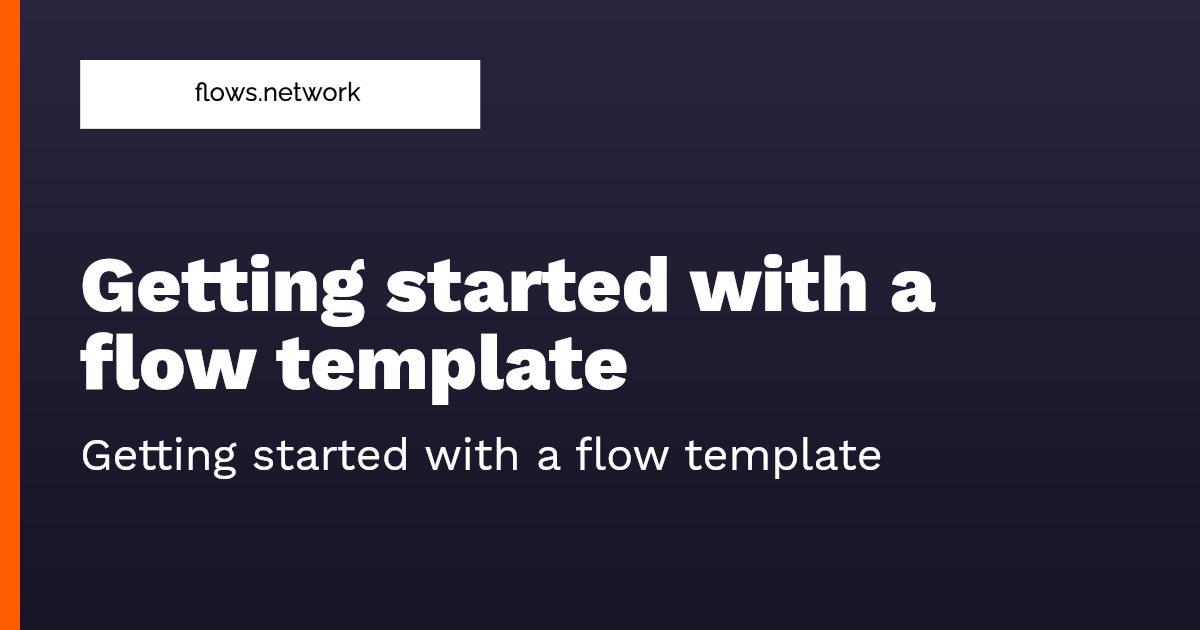 flows.network
Getting started with a
flow template
Getting started with a flow template